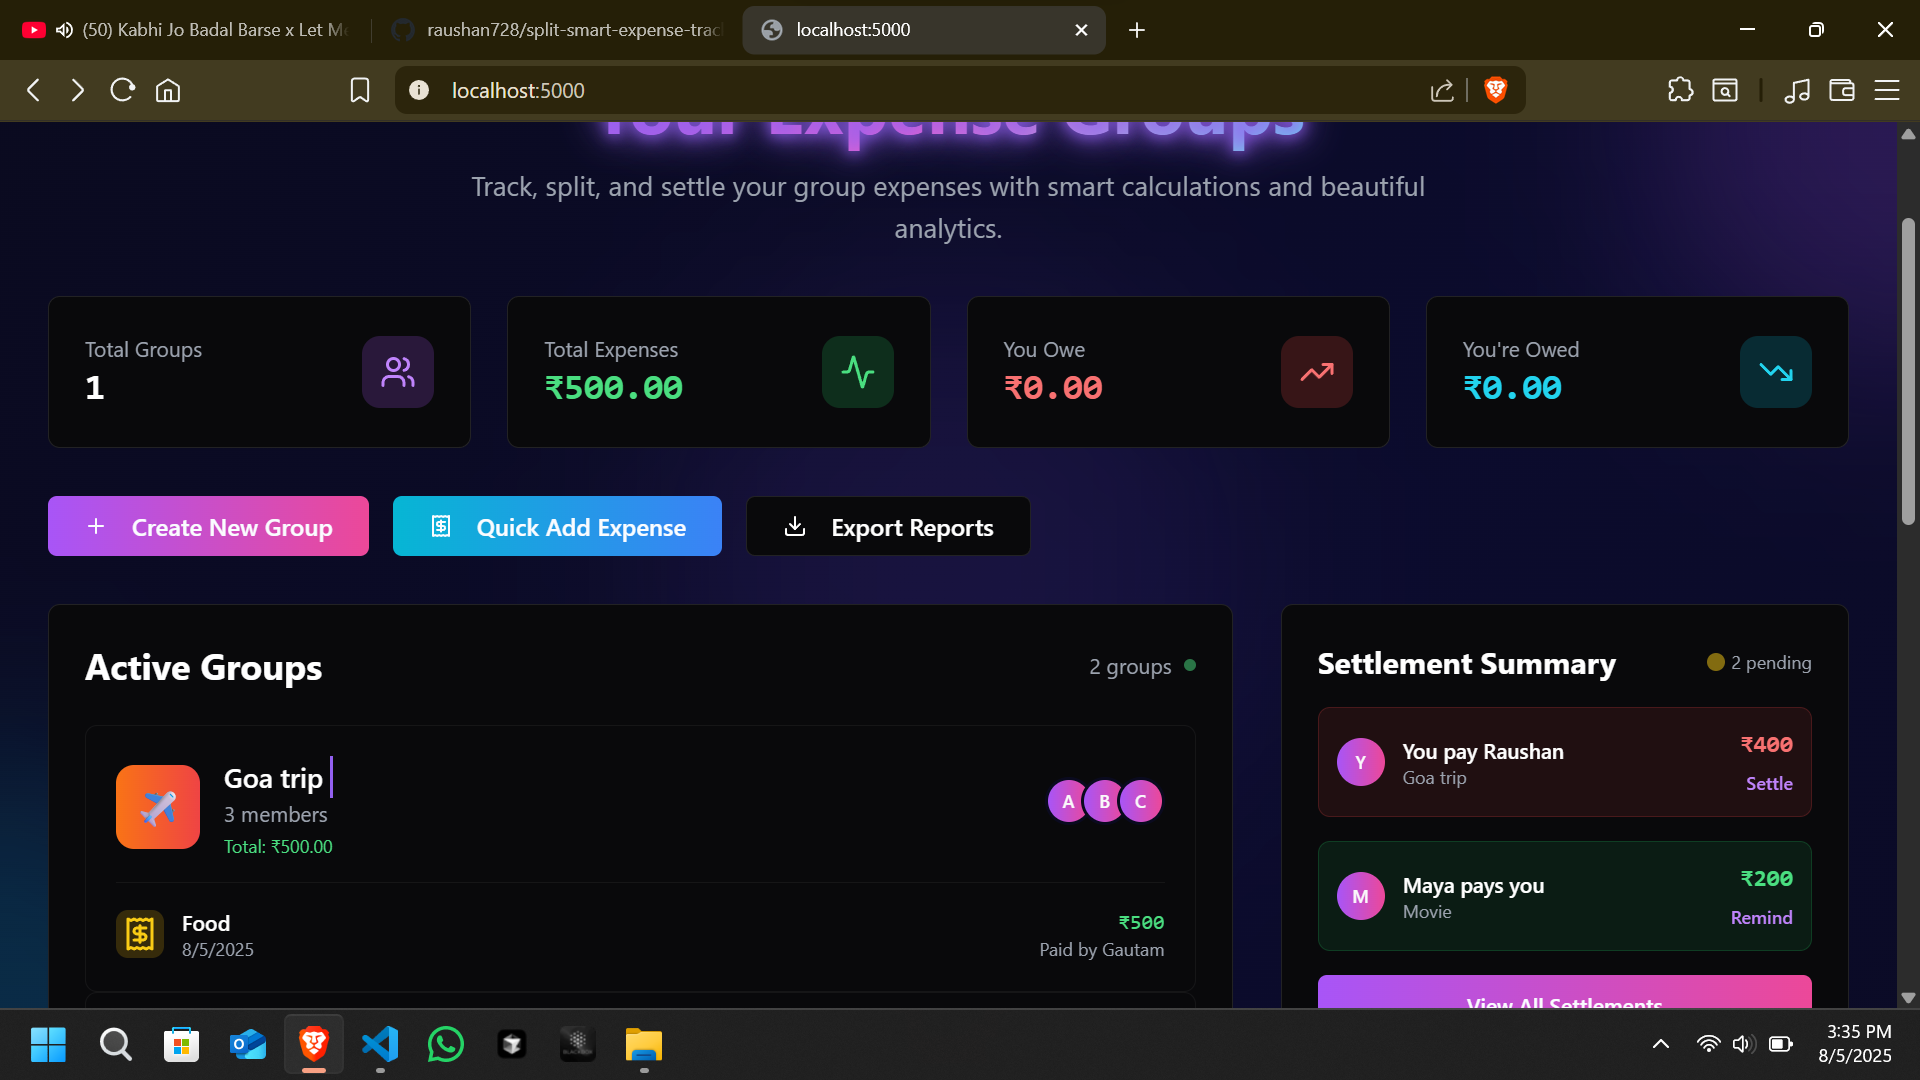 (50) Kabhi Jo Badal Barse x Let M
raushan728/split-smart-expense-trac
localhost:5000
localhost:5000
Your Expense Groups
Track, split, and settle your group expenses with smart calculations and beautiful
analytics.
Total Groups
1
Total Expenses
₹500.00
You Owe
₹0.00
You're Owed
₹0.00
Create New Group
Quick Add Expense
Export Reports
Active Groups
2 groups
Goa trip
3 members
Total: ₹500.00
A B C
Food
8/5/2025
₹500
Paid by Gautam
Settlement Summary
2 pending
Y
You pay Raushan
Goa trip
₹400
Settle
M
Maya pays you
Movie
₹200
Remind
View All Settlements
3:35 PM
8/5/2025